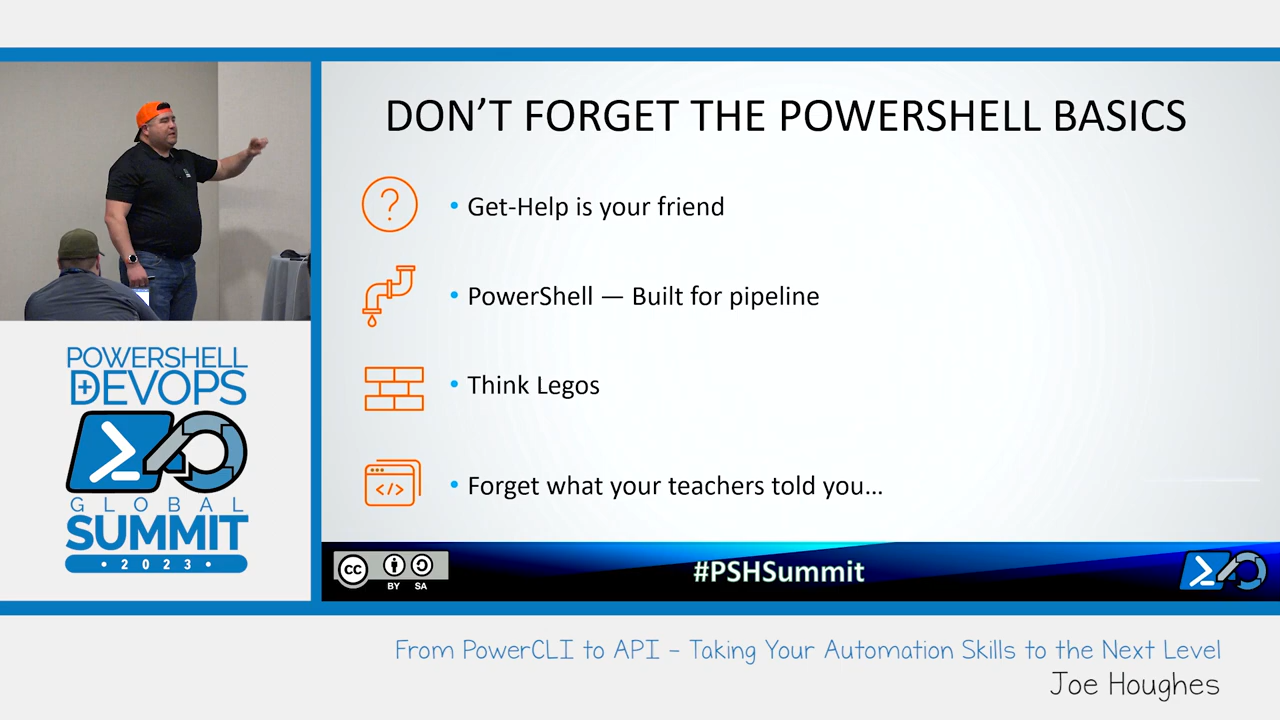 DON'T FORGET THE POWERSHELL BASICS
• Get-Help is your friend
• PowerShell — Built for pipeline
• Think Legos
</>
• Forget what your teachers told you...
POWERSHELL
+DEVOPS
GLOBAL
SUMMIT
• 2023 •
cc
BY SA
#PSHSummit
From PowerCLI to API – Taking Your Automation Skills to the Next Level
Joe Houghes